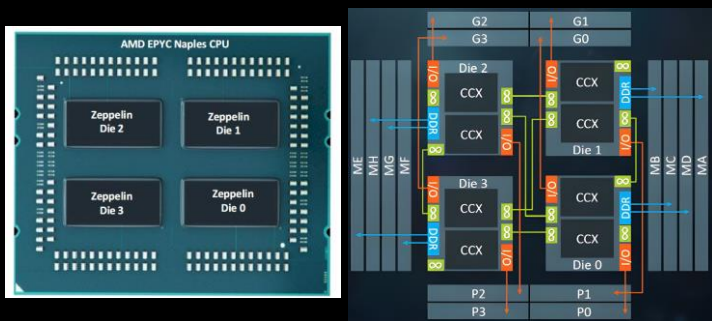 AMD EPYC Naples CPU
Zeppelin
Die 2
Zeppelin
Die 1
Zeppelin
Die 3
Zeppelin
Die 0
G2
G1
G3
G0
Die 2
I/O
CCX
∞
∞
DDR
CCX
∞
∞
I/O
I/O
CCX
∞
∞
DDR
CCX
∞
∞
Die 1
I/O
ME
MH
MG
MF
MB
MC
MD
MA
Die 3
I/O
CCX
∞
∞
DDR
CCX
∞
∞
I/O
I/O
CCX
∞
∞
DDR
CCX
∞
∞
Die 0
I/O
P2
P1
P3
P0